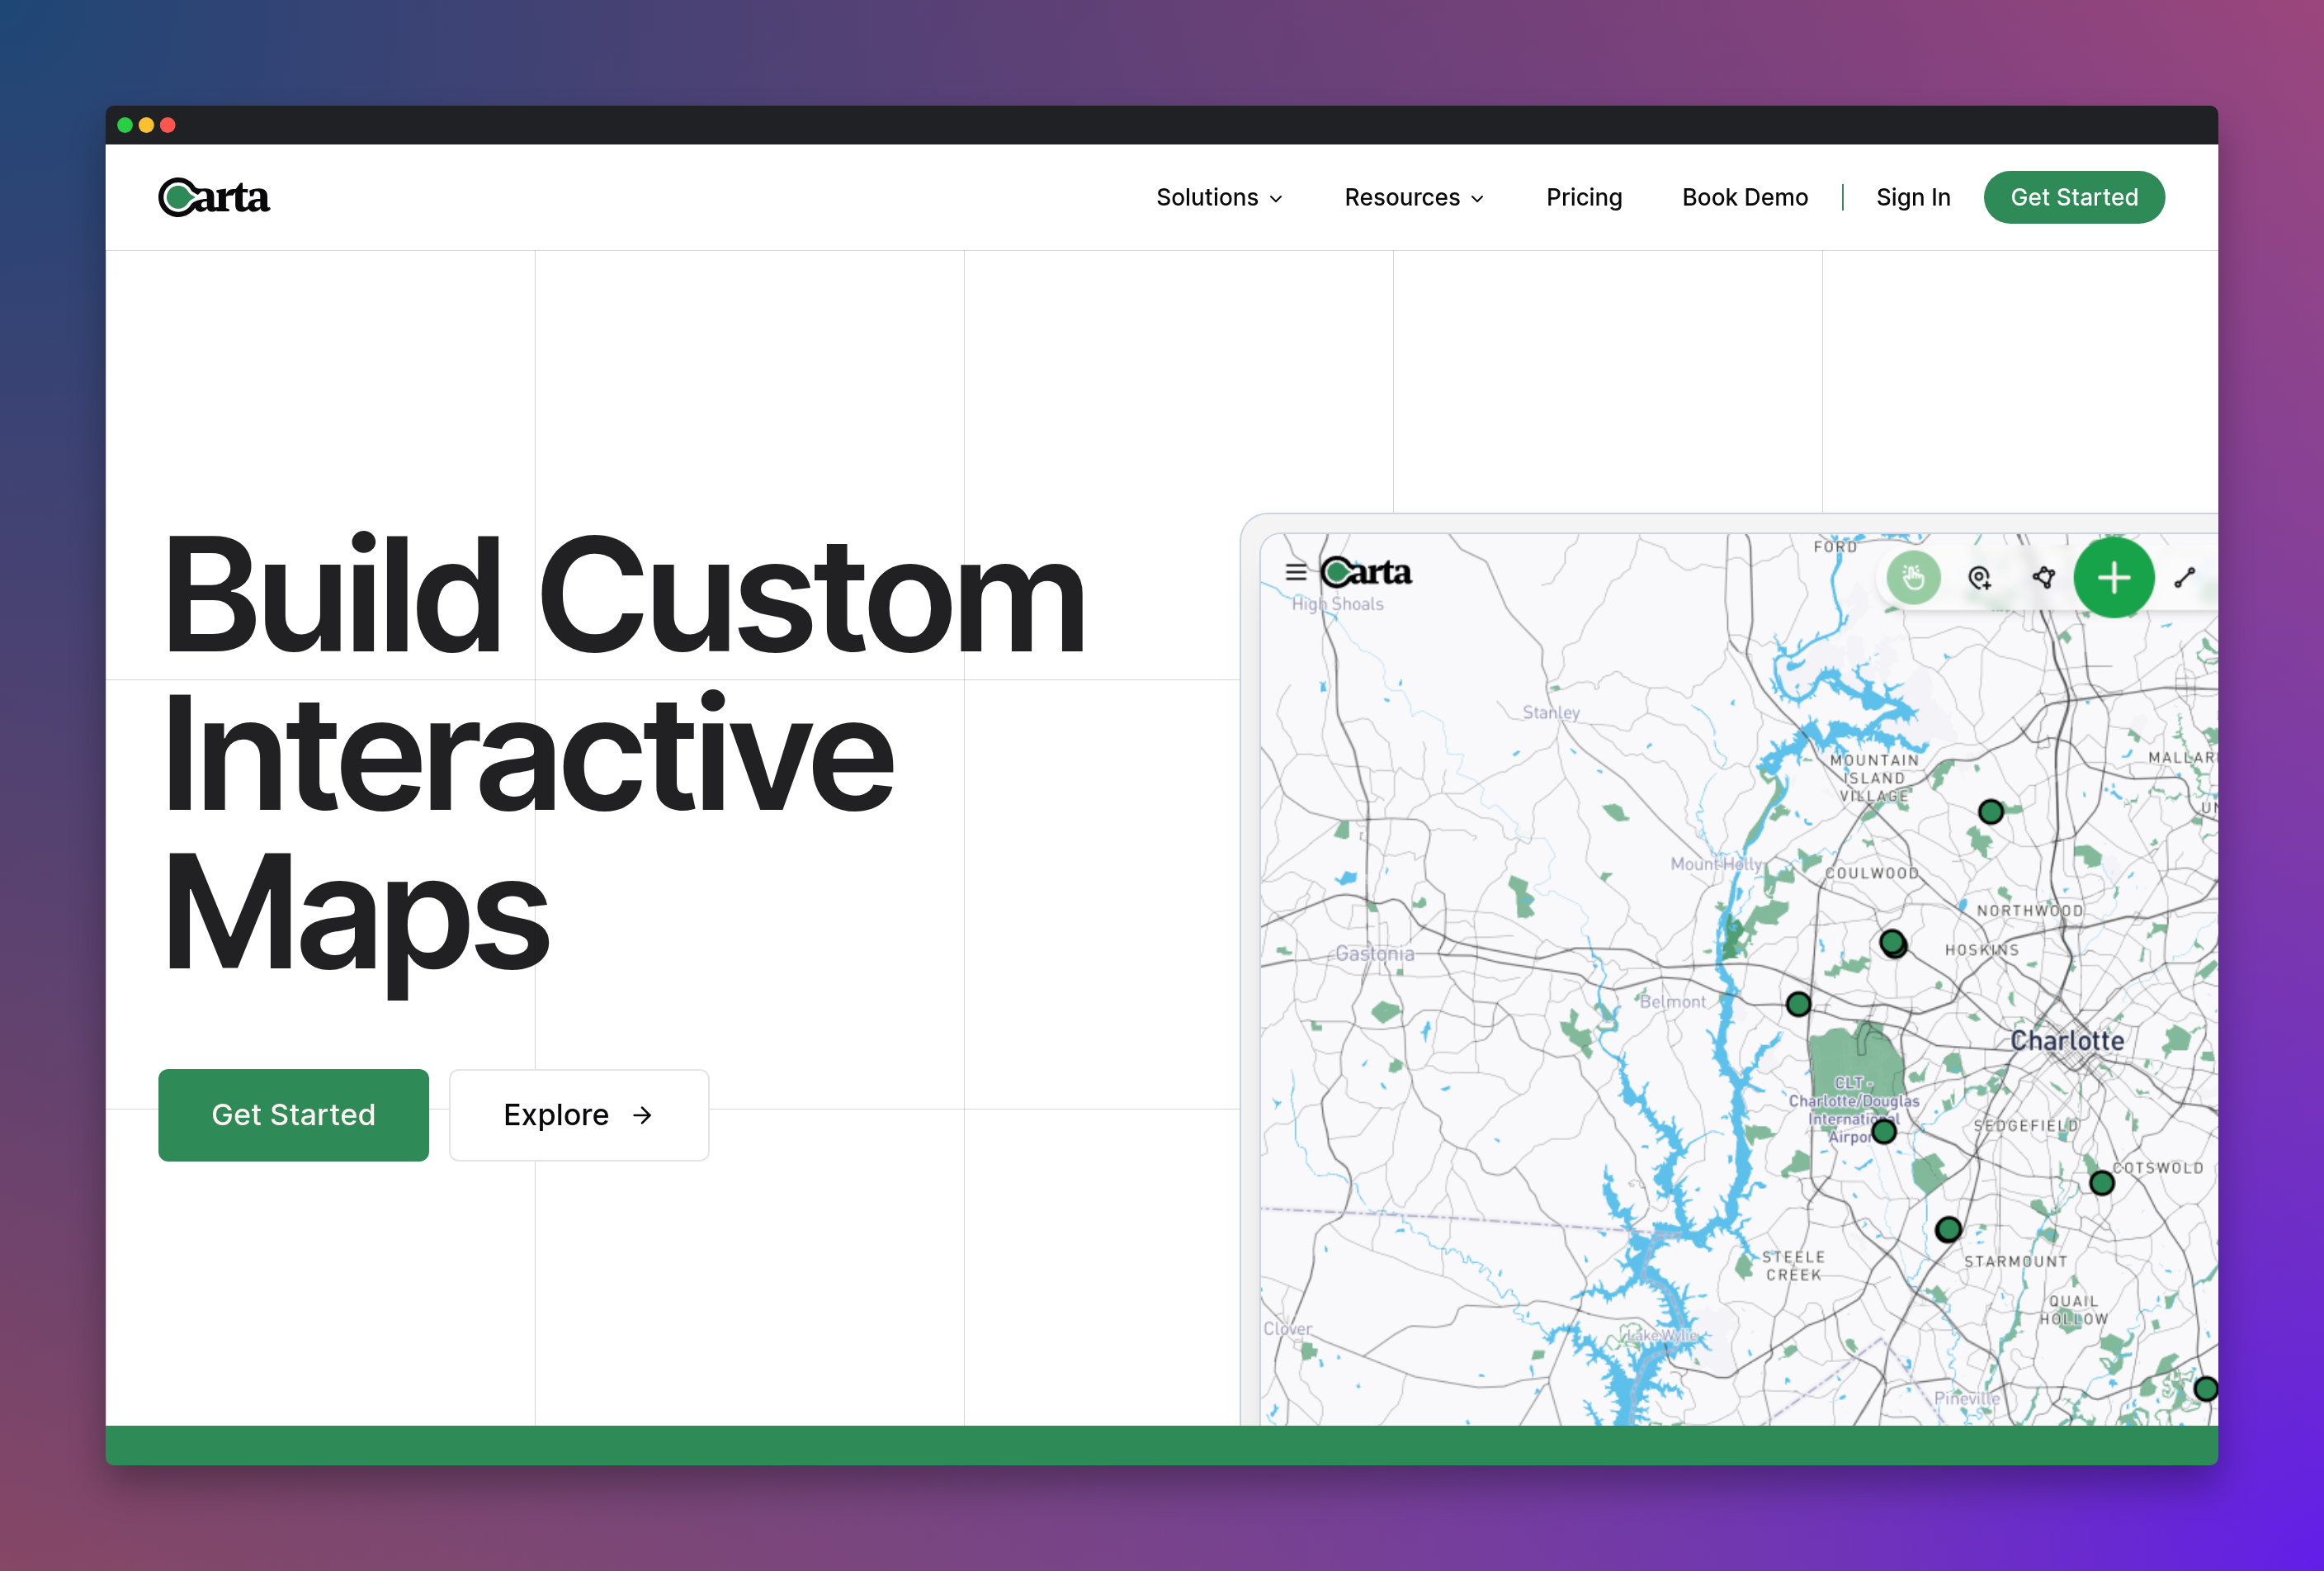 Carta
Solutions
Resources
Pricing
Book Demo
Sign In
Get Started
Build Custom
Interactive
Maps
Get Started
Explore
Carta
FORD
High Shoals
Stanley
MOUNTAIN
ISLAND
VILLAGE
MALLAR
UN
Mount Holly
COULWOOD
NORTHWOOD
HOSKINS
Gastonia
Belmont
Charlotte
CLT -
Charlotte/Douglas
International
Airport
SEDGEFIELD
COTSWOLD
STEELE
CREEK
STARMOUNT
QUAIL
HOLLOW
Clover
Lake Wylie
Pineville